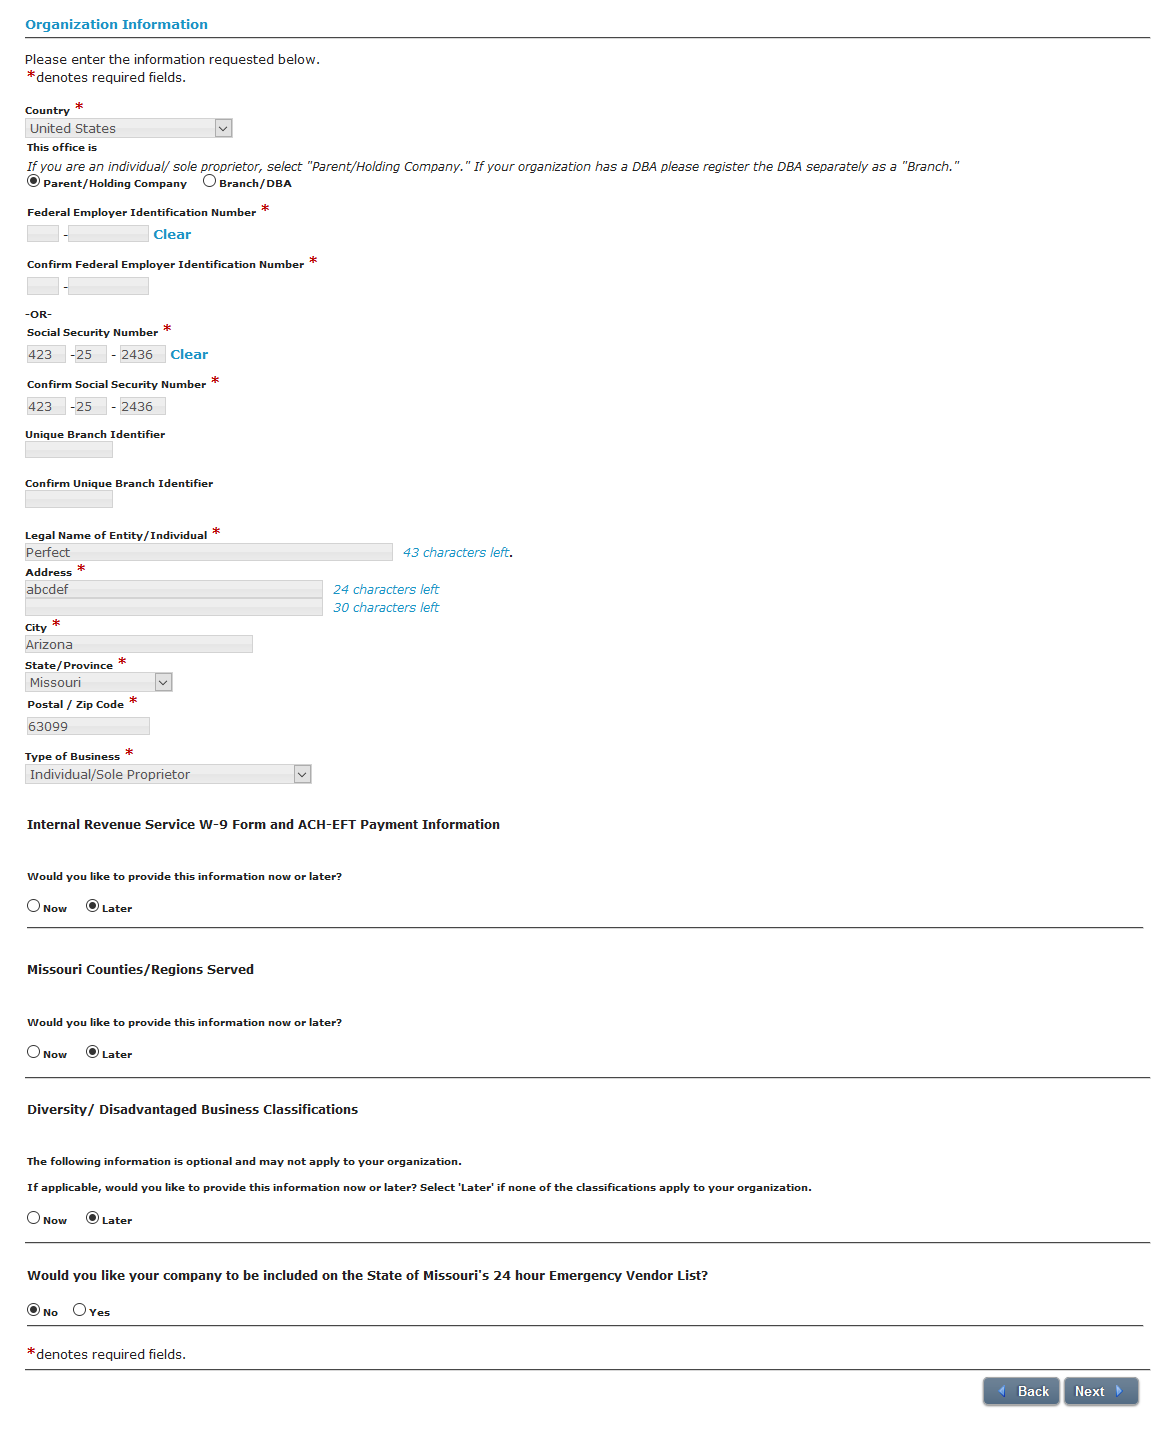 Organization Information
Please enter the information requested below.
*denotes required fields.
Country *
United States
This office is
If you are an individual/ sole proprietor, select "Parent/Holding Company." If your organization has a DBA please register the DBA separately as a "Branch."
Parent/Holding Company Branch/DBA
Federal Employer Identification Number *
- Clear
Confirm Federal Employer Identification Number *
-
-OR-
Social Security Number *
423 -25 - 2436 Clear
Confirm Social Security Number *
423 -25 - 2436
Unique Branch Identifier
Confirm Unique Branch Identifier
Legal Name of Entity/Individual *
Perfect 43 characters left.
Address *
abcdef 24 characters left
30 characters left
City *
Arizona
State/Province *
Missouri
Postal / Zip Code *
63099
Type of Business *
Individual/Sole Proprietor
Internal Revenue Service W-9 Form and ACH-EFT Payment Information
Would you like to provide this information now or later?
Now Later
Missouri Counties/Regions Served
Would you like to provide this information now or later?
Now Later
Diversity/ Disadvantaged Business Classifications
The following information is optional and may not apply to your organization.
If applicable, would you like to provide this information now or later? Select 'Later' if none of the classifications apply to your organization.
Now Later
Would you like your company to be included on the State of Missouri's 24 hour Emergency Vendor List?
No Yes
*denotes required fields.
Back Next